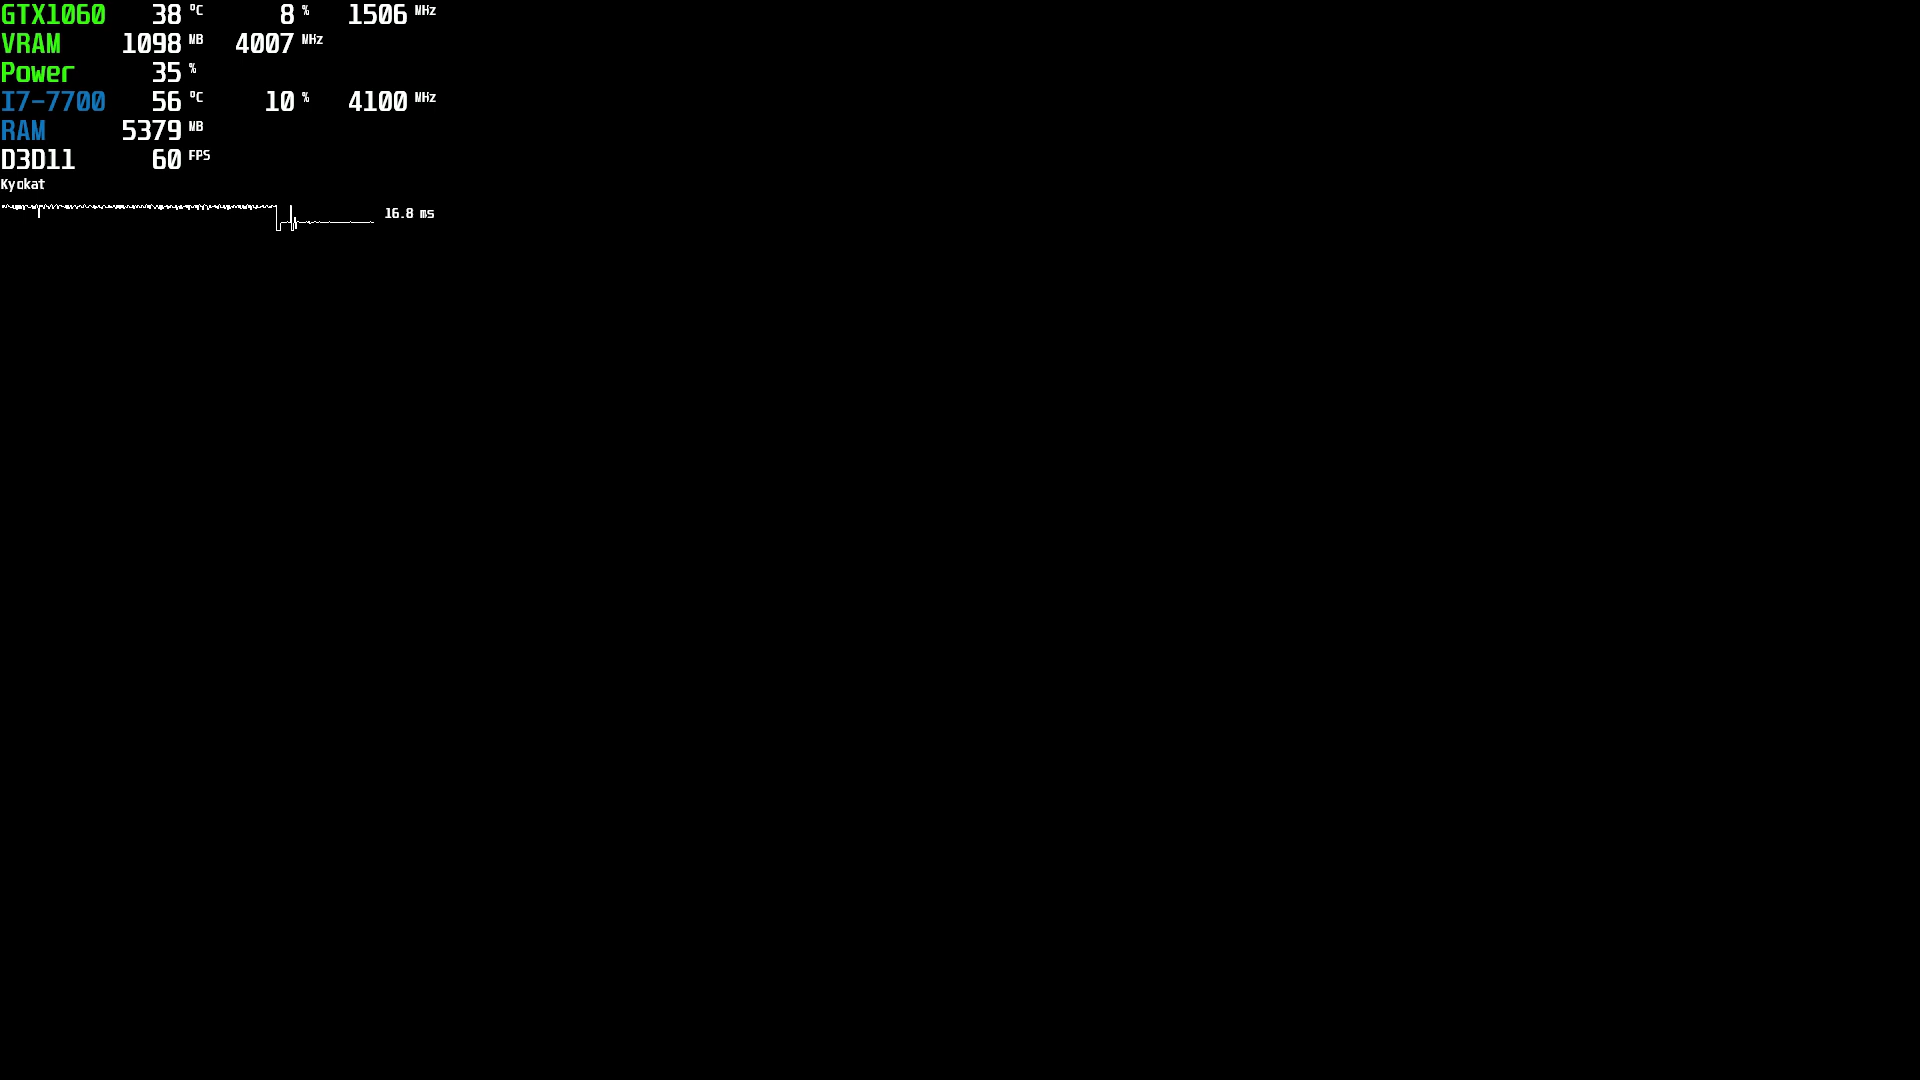 GTX1060 38 °C 8 % 1506 MHz
VRAM 1098 MB 4007 MHz
Power 35 %
I7-7700 56 °C 10 % 4100 MHz
RAM 5379 MB
D3D11 60 FPS
Kyokat
16.8 ms